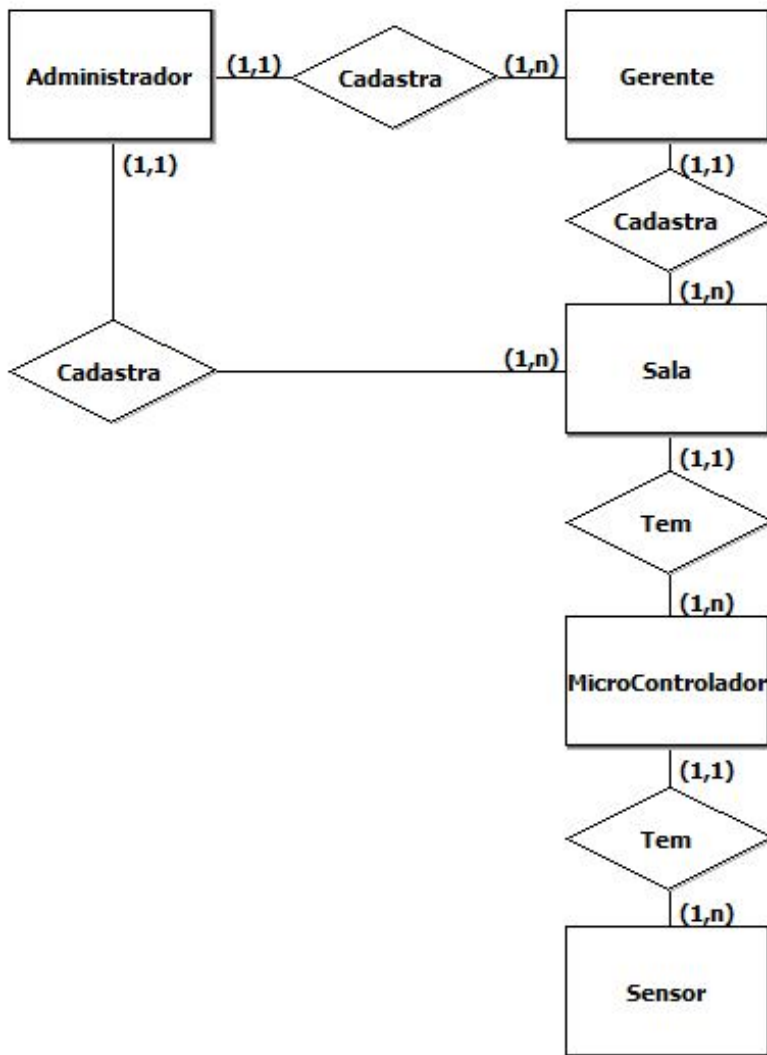 Administrador
(1,1)
Cadastra
(1,n)
Gerente
(1,1)
(1,1)
Cadastra
(1,n)
Cadastra
(1,n)
Sala
(1,1)
Tem
(1,n)
MicroControlador
(1,1)
Tem
(1,n)
Sensor